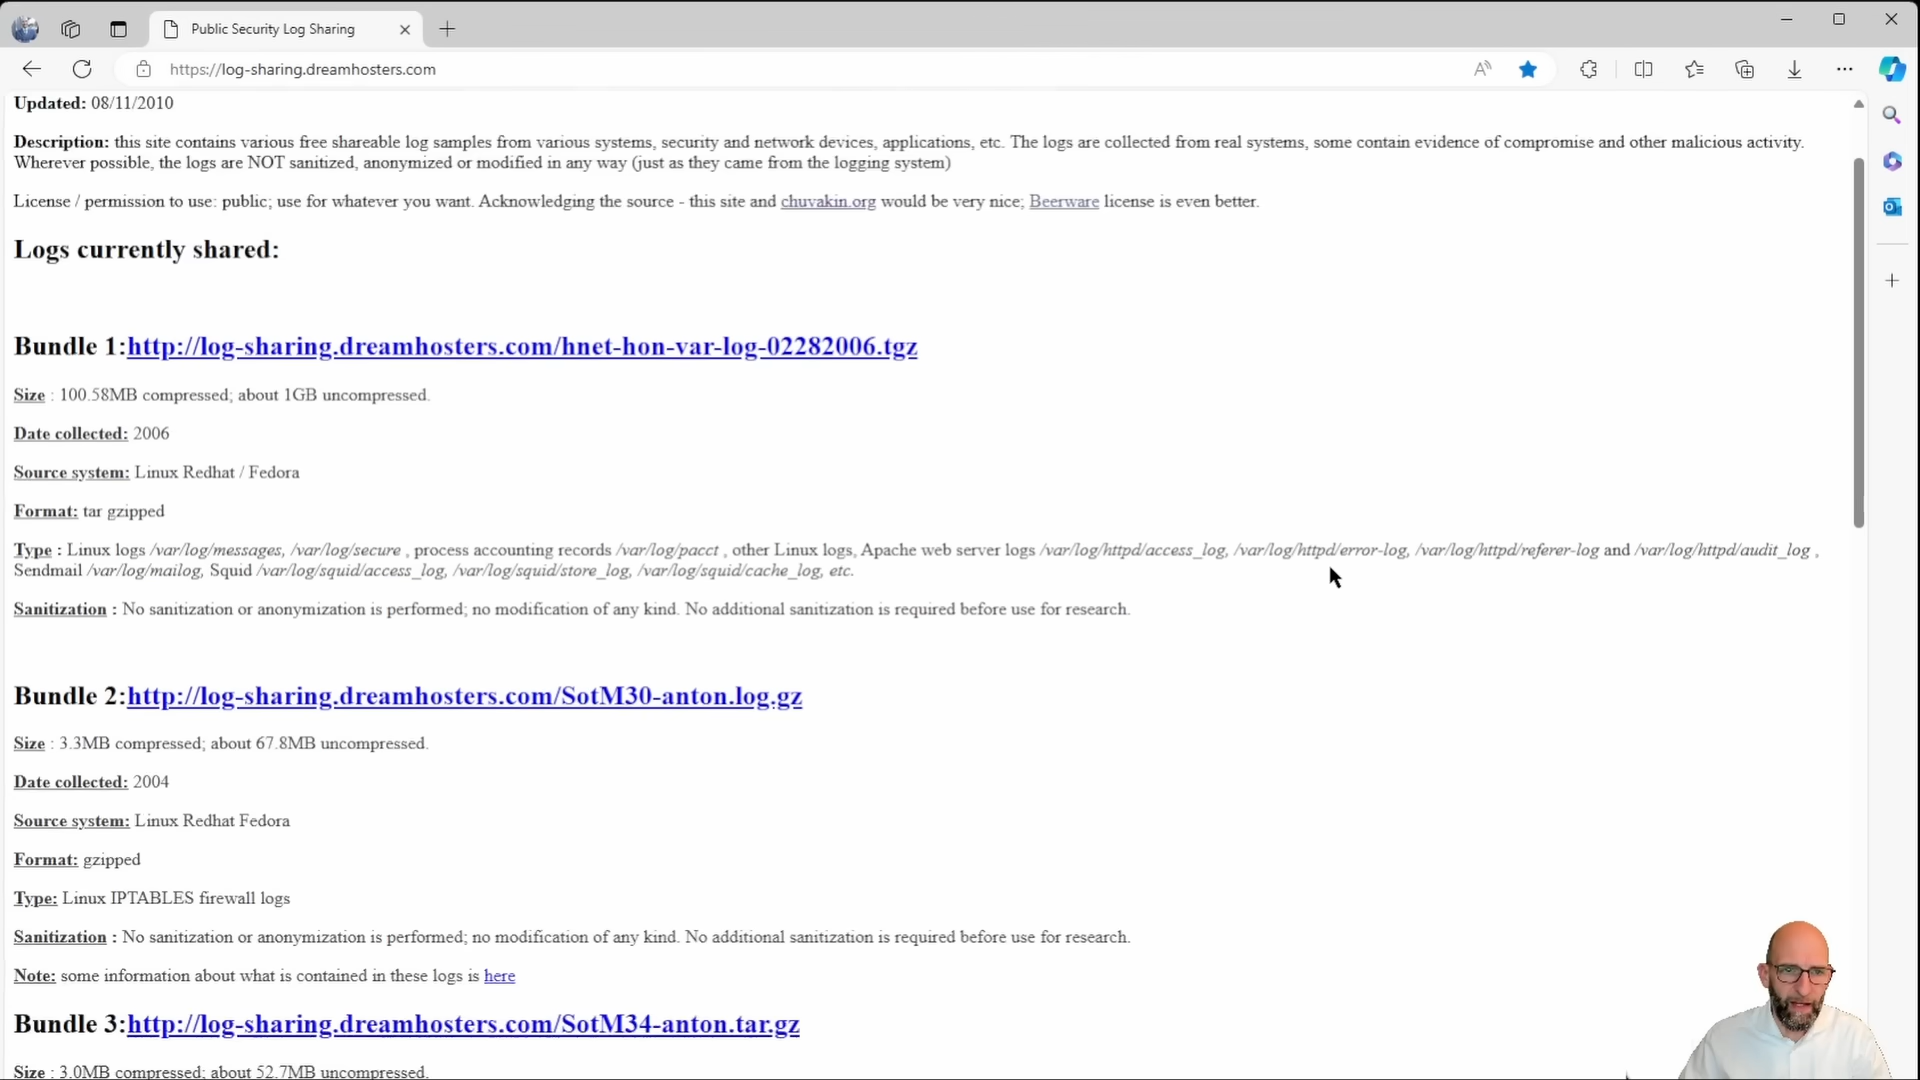 Public Security Log Sharing
https://log-sharing.dreamhosters.com
Updated: 08/11/2010
Description: this site contains various free shareable log samples from various systems, security and network devices, applications, etc. The logs are collected from real systems, some contain evidence of compromise and other malicious activity.
Wherever possible, the logs are NOT sanitized, anonymized or modified in any way (just as they came from the logging system)
License / permission to use: public; use for whatever you want. Acknowledging the source - this site and chuvakin.org would be very nice; Beerware license is even better.
Logs currently shared:
Bundle 1:http://log-sharing.dreamhosters.com/hnet-hon-var-log-02282006.tgz
Size : 100.58MB compressed; about 1GB uncompressed.
Date collected: 2006
Source system: Linux Redhat / Fedora
Format: tar gzipped
Type : Linux logs /var/log/messages, /var/log/secure , process accounting records /var/log/pacct , other Linux logs, Apache web server logs /var/log/httpd/access_log, /var/log/httpd/error-log, /var/log/httpd/referer-log and /var/log/httpd/audit_log ,
Sendmail /var/log/mailog, Squid /var/log/squid/access_log, /var/log/squid/store_log, /var/log/squid/cache_log, etc.
Sanitization : No sanitization or anonymization is performed; no modification of any kind. No additional sanitization is required before use for research.
Bundle 2:http://log-sharing.dreamhosters.com/SotM30-anton.log.gz
Size : 3.3MB compressed; about 67.8MB uncompressed.
Date collected: 2004
Source system: Linux Redhat Fedora
Format: gzipped
Type: Linux IPTABLES firewall logs
Sanitization : No sanitization or anonymization is performed; no modification of any kind. No additional sanitization is required before use for research.
Note: some information about what is contained in these logs is here
Bundle 3:http://log-sharing.dreamhosters.com/SotM34-anton.tar.gz
Size : 3.0MB compressed; about 52.7MB uncompressed.